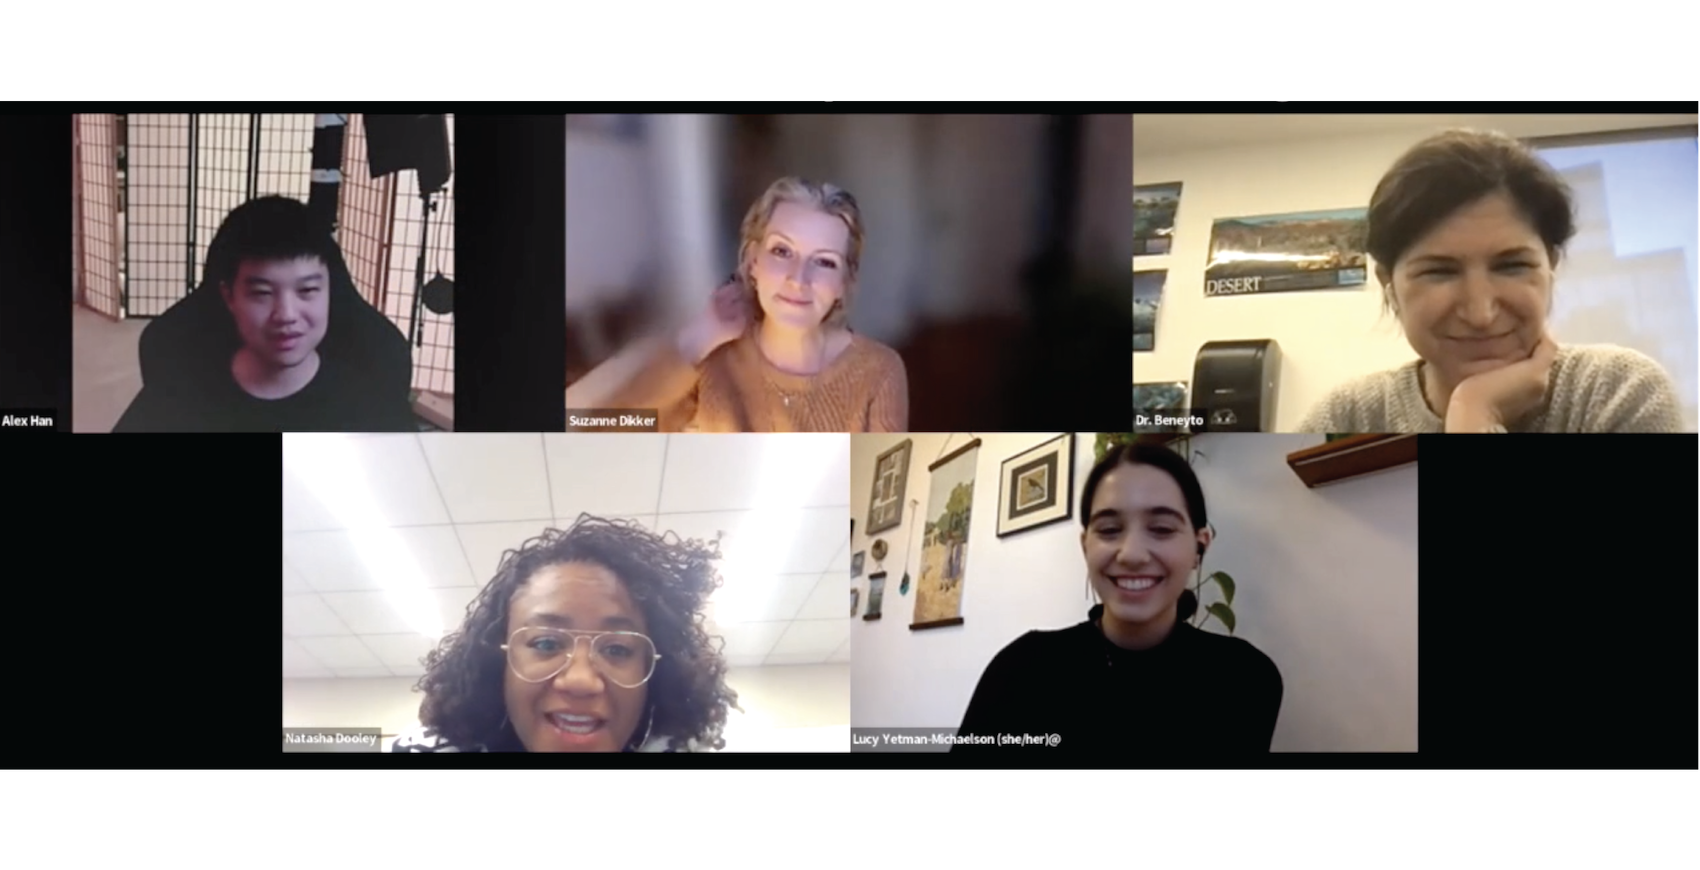 DESERT
Alex Han
Suzanne Dikker
Dr. Beneyto
Natasha Dooley
Lucy Yetman-Michaelson (she/her)@